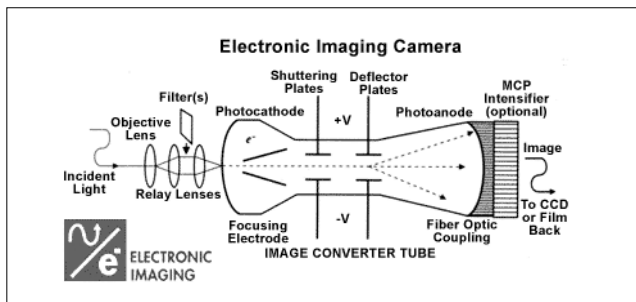 Electronic Imaging Camera
Filter(s)
Objective
Lens
Incident
Light
Relay Lenses
Photocathode
e-
Focusing
Electrode
Shuttering
Plates
Deflector
Plates
+V
-V
IMAGE CONVERTER TUBE
Photoanode
Fiber Optic
Coupling
MCP
Intensifier
(optional)
Image
To CCD
or Film
Back
e-
ELECTRONIC
IMAGING